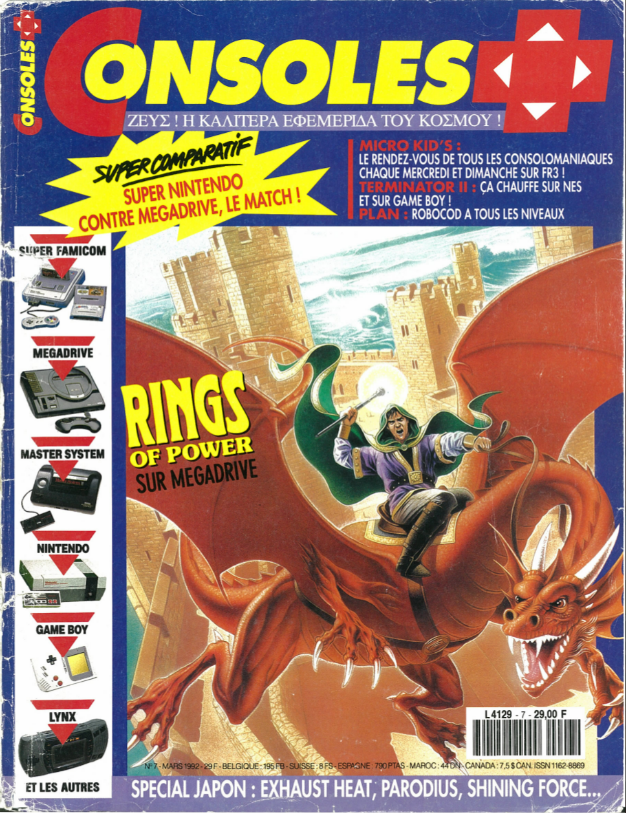 CONSOLES+
CONSOLES
ΖΕΥΣ ! Η ΚΑΛΙΤΕΡΑ ΕΦΕΜΕΡΙΔΑ ΤΟΥ ΚΟΣΜΟΥ !
SUPER COMPARATIF
SUPER NINTENDO
CONTRE MEGADRIVE, LE MATCH !
MICRO KID'S :
LE RENDEZ-VOUS DE TOUS LES CONSOLOMANIAQUES
CHAQUE MERCREDI ET DIMANCHE SUR FR3 !
TERMINATOR II : ÇA CHAUFFE SUR NES
ET SUR GAME BOY !
PLAN : ROBOCOD A TOUS LES NIVEAUX
SUPER FAMICOM
MEGADRIVE
MASTER SYSTEM
NINTENDO
GAME BOY
LYNX
ET LES AUTRES
RINGS
OF POWER
SUR MEGADRIVE
L4129 - 7 - 29,00 F
N°7 - MARS 1992 - 29 F - BELGIQUE : 195 FB - SUISSE : 8 FS - ESPAGNE 790 PTAS - MAROC : 44 DN - CANADA : 7,5 $ CAN. ISSN 1162-8869
SPECIAL JAPON : EXHAUST HEAT, PARODIUS, SHINING FORCE...